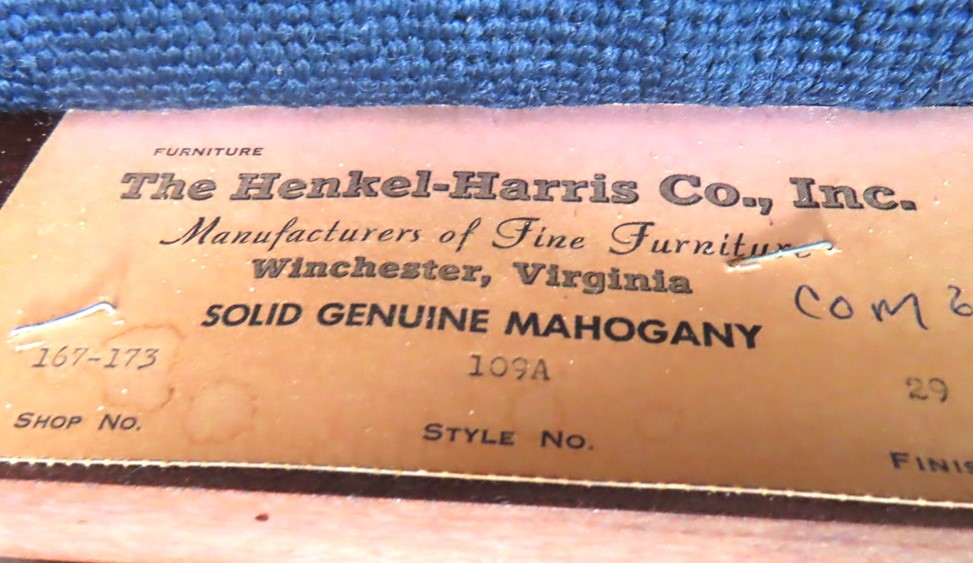 FURNITURE
The Henkel-Harris Co., Inc.
Manufacturers of Fine Furniture
Winchester, Virginia
SOLID GENUINE MAHOGANY
167-173 109A 29
SHOP NO. STYLE NO.